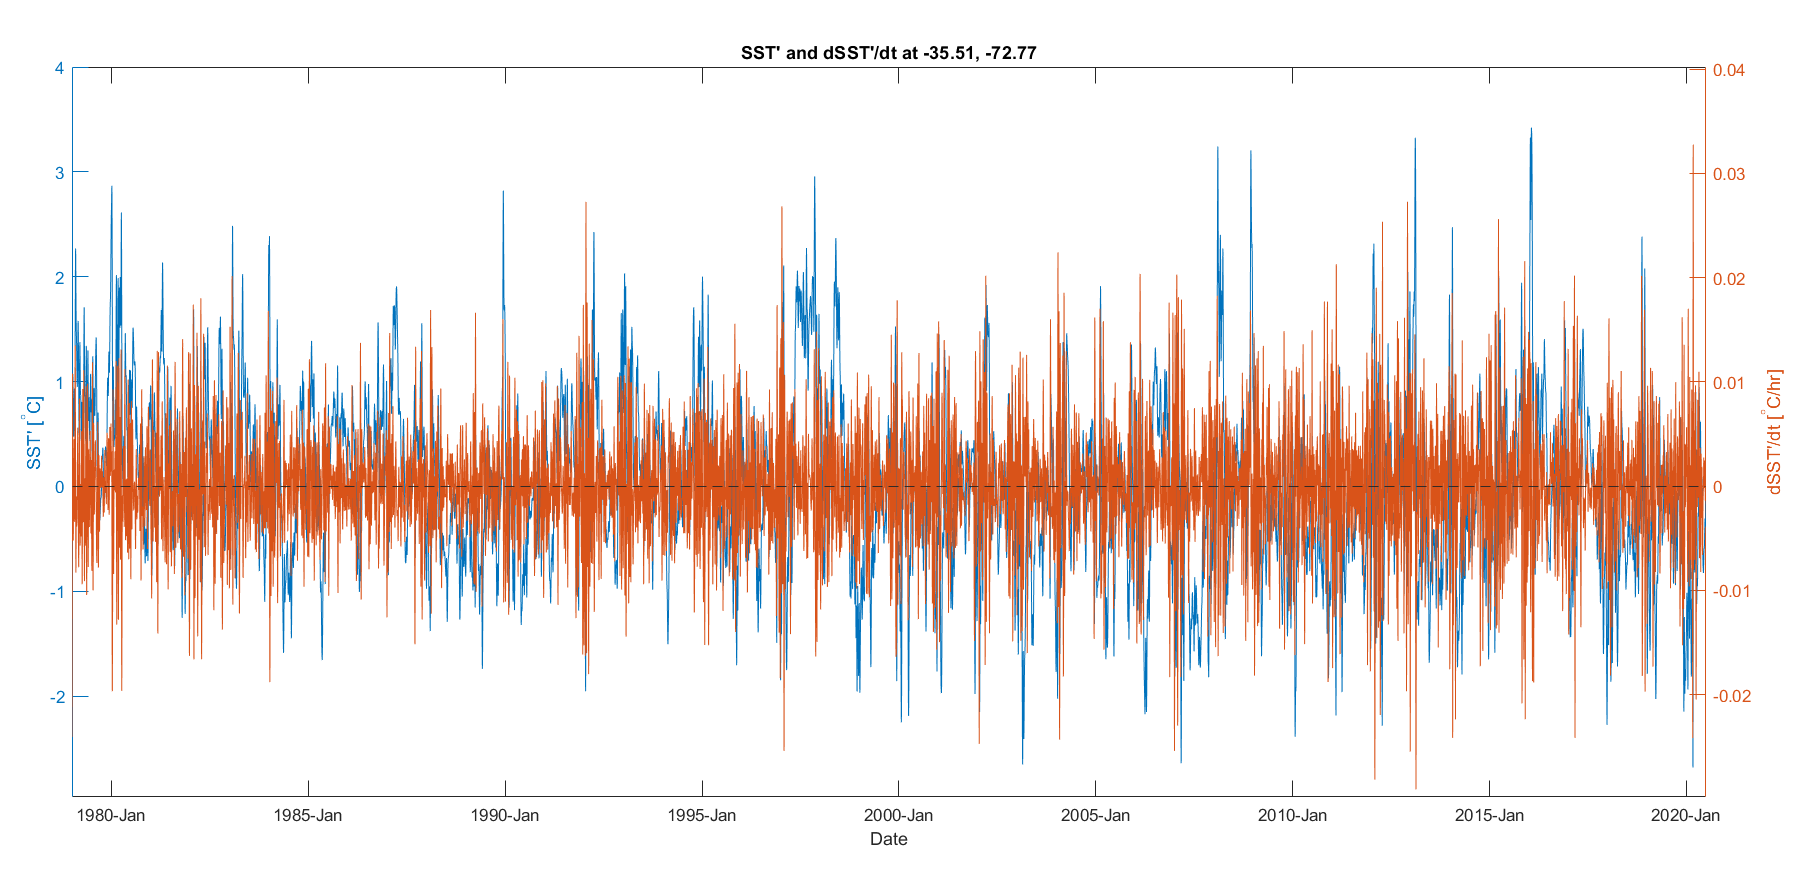 SST' and dSST'/dt at -35.51, -72.77
4
3
2
1
0
-1
-2
SST' [°C]
0.04
0.03
0.02
0.01
0
-0.01
-0.02
dSST'/dt [°C/hr]
1980-Jan 1985-Jan 1990-Jan 1995-Jan 2000-Jan 2005-Jan 2010-Jan 2015-Jan 2020-Jan
Date